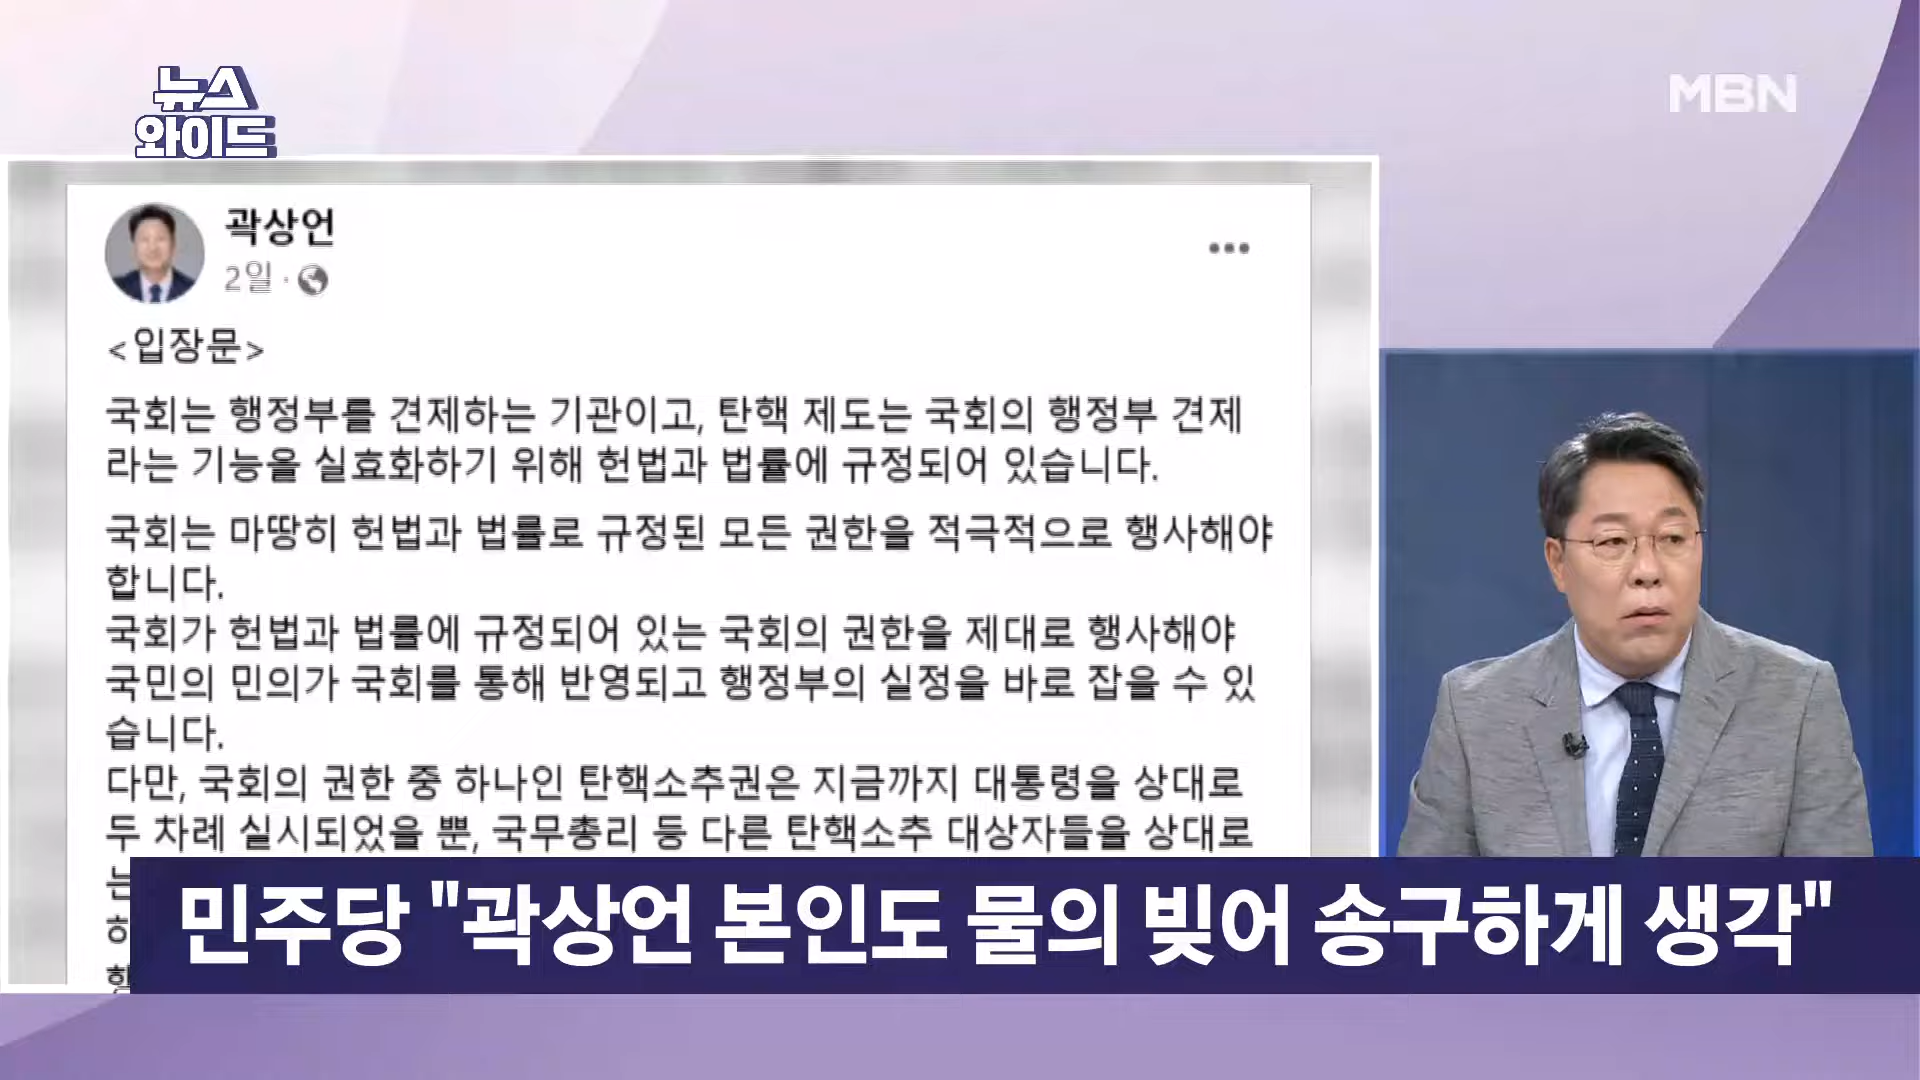 뉴스
와이드
MBN
곽상언
2일 ·
<입장문>
국회는 행정부를 견제하는 기관이고, 탄핵 제도는 국회의 행정부 견제
라는 기능을 실효화하기 위해 헌법과 법률에 규정되어 있습니다.
국회는 마땅히 헌법과 법률로 규정된 모든 권한을 적극적으로 행사해야
합니다.
국회가 헌법과 법률에 규정되어 있는 국회의 권한을 제대로 행사해야
국민의 민의가 국회를 통해 반영되고 행정부의 실정을 바로 잡을 수 있
습니다.
다만, 국회의 권한 중 하나인 탄핵소추권은 지금까지 대통령을 상대로
두 차례 실시되었을 뿐, 국무총리 등 다른 탄핵소추 대상자들을 상대로
는
민주당 "곽상언 본인도 물의 빚어 송구하게 생각"